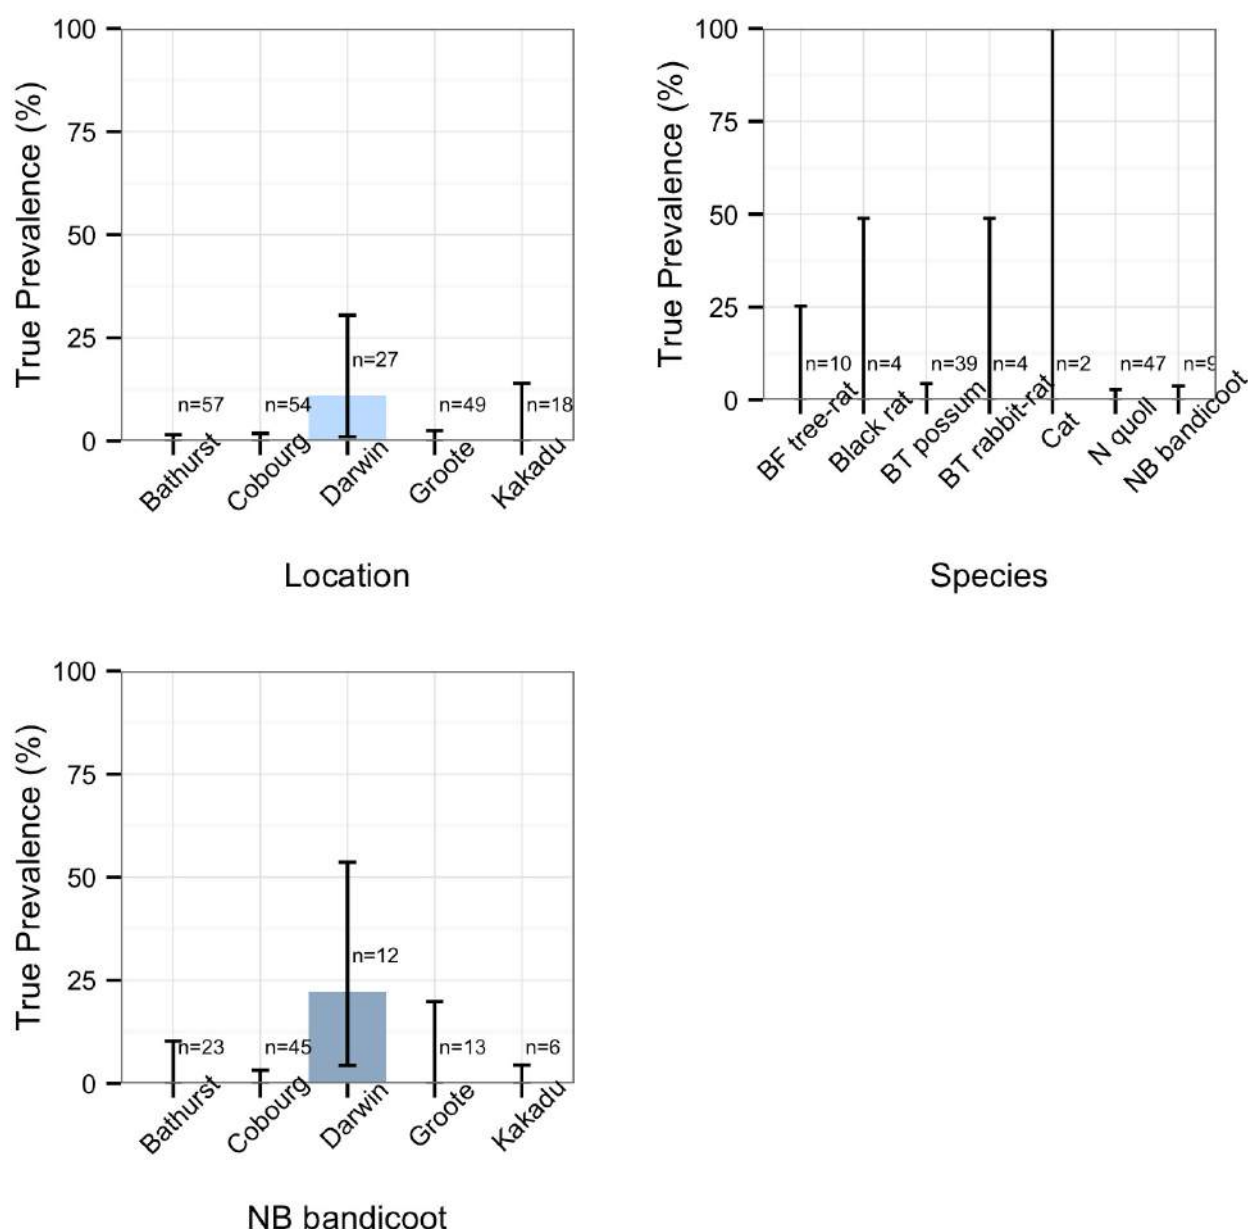 True Prevalence (%)
100
75
50
25
0
n=57
n=54
n=27
n=49
n=18
Bathurst
Cobourg
Darwin
Groote
Kakadu
Location
True Prevalence (%)
100
75
50
25
0
n=10
n=4
n=39
n=4
n=2
n=47
BF tree-rat
Black rat
BT possum
BT rabbit-rat
Cat
N quoll
NB bandicoot
Species
True Prevalence (%)
100
75
50
25
0
n=23
n=45
n=12
n=13
n=6
Bathurst
Cobourg
Darwin
Groote
Kakadu
NB bandicoot